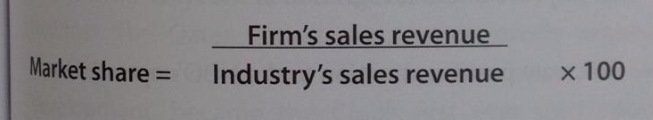 Firm's sales revenue
Market share = Industry's sales revenue × 100